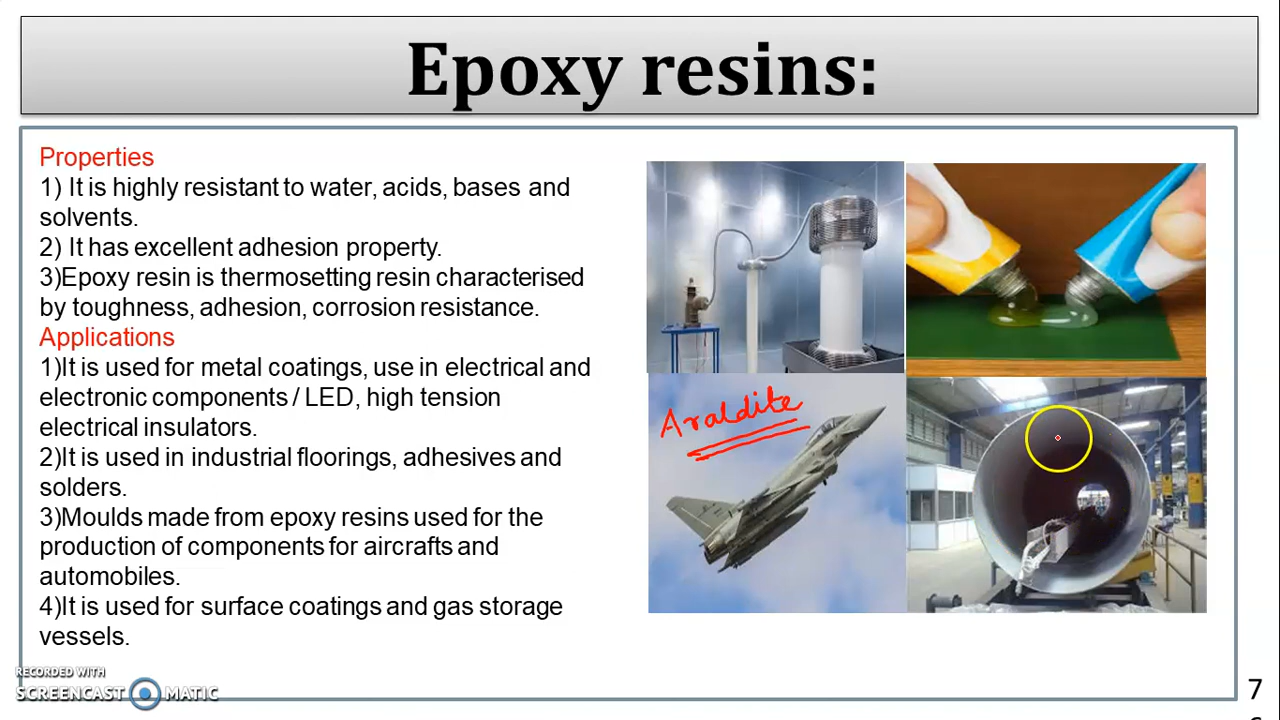 Epoxy resins:
Properties
1) It is highly resistant to water, acids, bases and
solvents.
2) It has excellent adhesion property.
3)Epoxy resin is thermosetting resin characterised
by toughness, adhesion, corrosion resistance.
Applications
1)It is used for metal coatings, use in electrical and
electronic components / LED, high tension
electrical insulators.
2)It is used in industrial floorings, adhesives and
solders.
3)Moulds made from epoxy resins used for the
production of components for aircrafts and
automobiles.
4)It is used for surface coatings and gas storage
vessels.
Araldite
RECORDED WITH
SCREENCAST MATIC
7